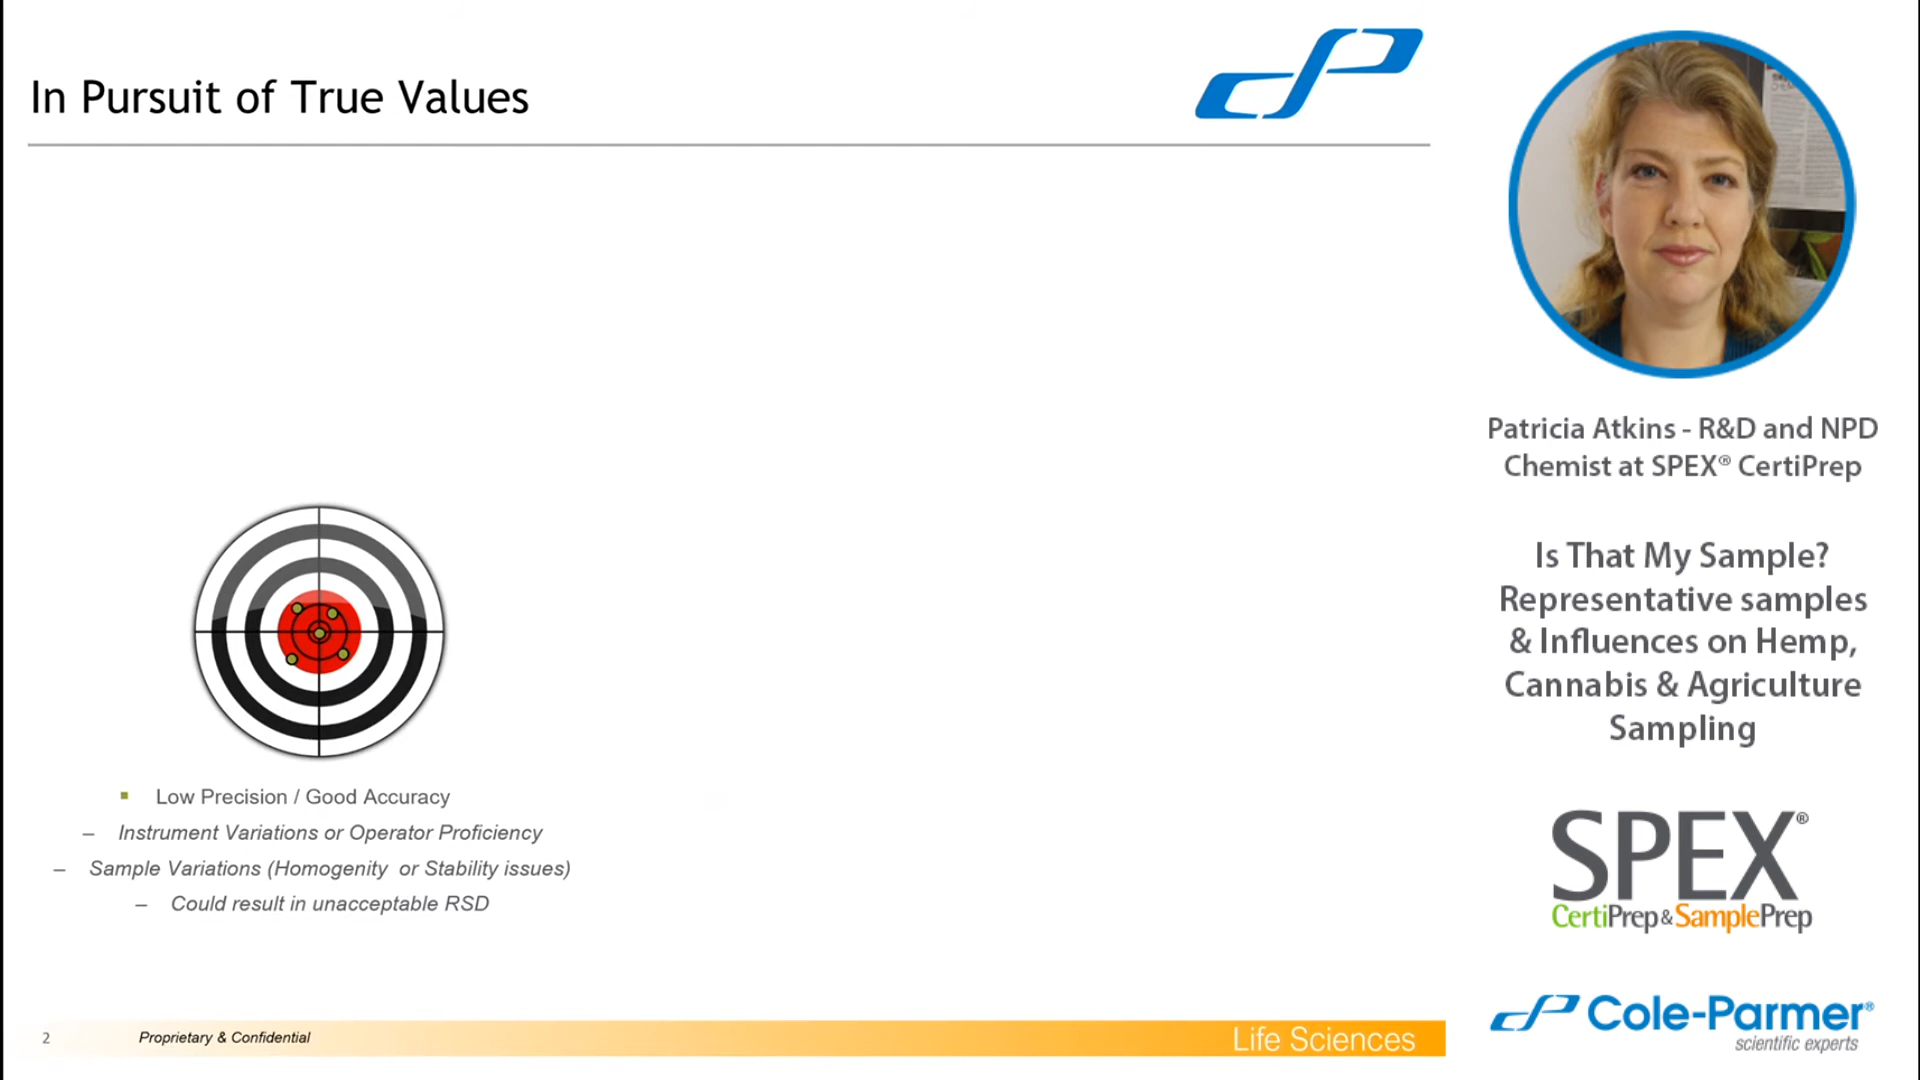 In Pursuit of True Values
Low Precision / Good Accuracy
– Instrument Variations or Operator Proficiency
– Sample Variations (Homogenity or Stability issues)
– Could result in unacceptable RSD
2
Proprietary & Confidential
Life Sciences
Patricia Atkins - R&D and NPD
Chemist at SPEX® CertiPrep
Is That My Sample?
Representative samples
& Influences on Hemp,
Cannabis & Agriculture
Sampling
SPEX®
CertiPrep & SamplePrep
Cole-Parmer®
scientific experts